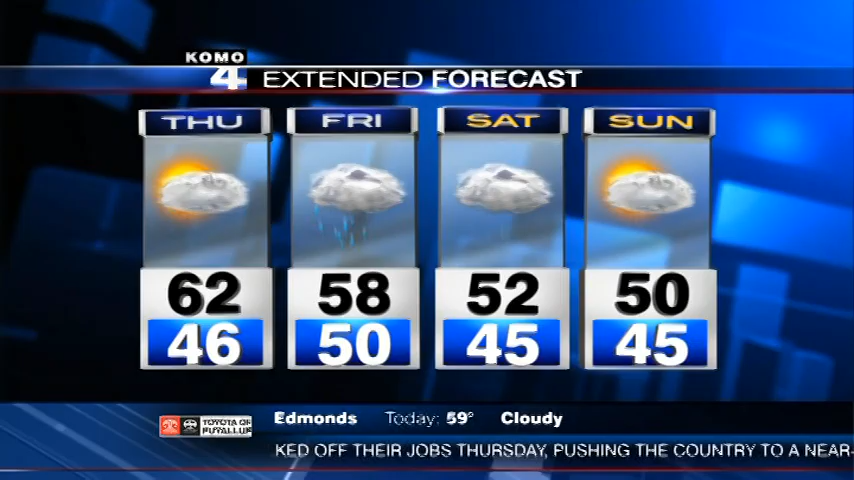 KOMO
4 EXTENDED FORECAST
THU FRI SAT SUN
62 58 52 50
46 50 45 45
TOYOTA OF
PUYALLUP
Edmonds Today: 59° Cloudy
KED OFF THEIR JOBS THURSDAY, PUSHING THE COUNTRY TO A NEAR-